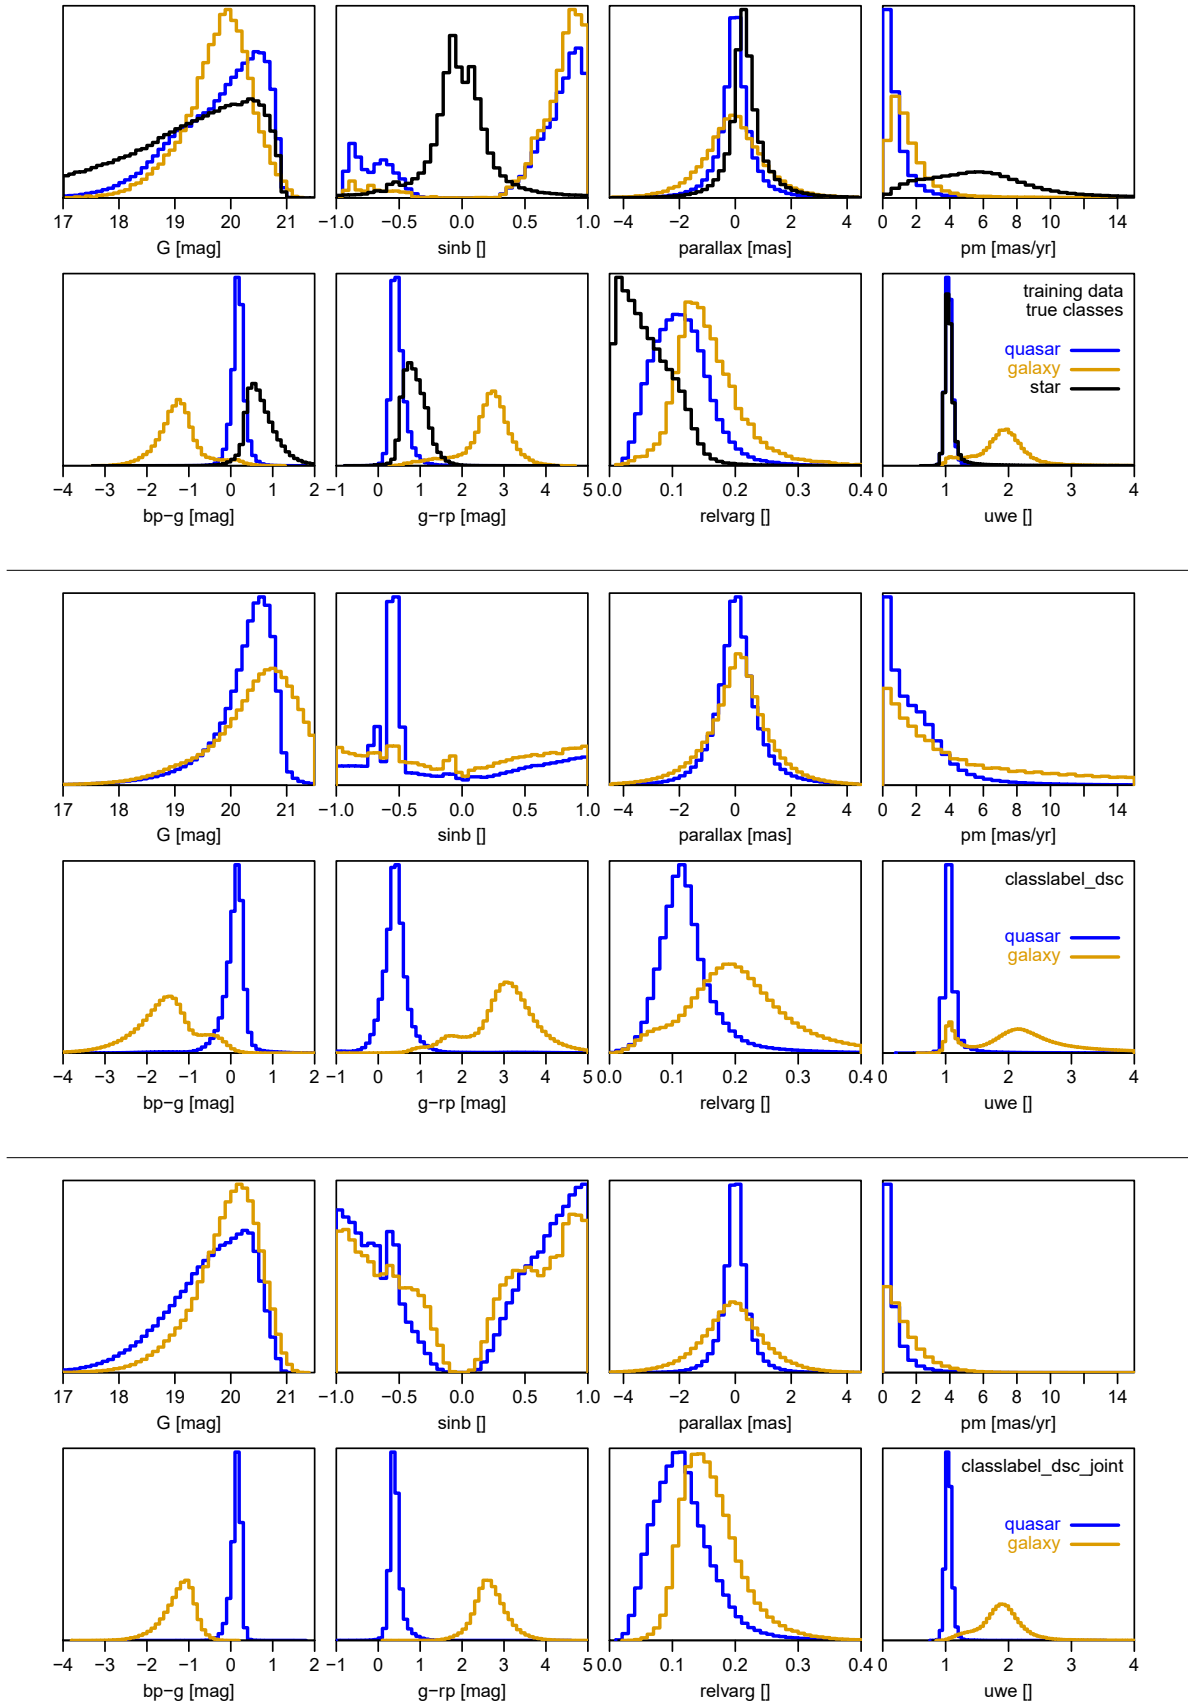 17 18 19 20 21
G [mag]
−1.0 −0.5 0.0 0.5 1.0
sinb []
−4 −2 0 2 4
parallax [mas]
0 2 4 6 8 10 14
pm [mas/yr]
training data
true classes
quasar
galaxy
star
−4 −3 −2 −1 0 1 2
bp−g [mag]
−1 0 1 2 3 4 5
g−rp [mag]
0.0 0.1 0.2 0.3 0.4
relvarg []
0 1 2 3 4
uwe []
17 18 19 20 21
G [mag]
−1.0 −0.5 0.0 0.5 1.0
sinb []
−4 −2 0 2 4
parallax [mas]
0 2 4 6 8 10 14
pm [mas/yr]
classlabel_dsc
quasar
galaxy
−4 −3 −2 −1 0 1 2
bp−g [mag]
−1 0 1 2 3 4 5
g−rp [mag]
0.0 0.1 0.2 0.3 0.4
relvarg []
0 1 2 3 4
uwe []
17 18 19 20 21
G [mag]
−1.0 −0.5 0.0 0.5 1.0
sinb []
−4 −2 0 2 4
parallax [mas]
0 2 4 6 8 10 14
pm [mas/yr]
classlabel_dsc_joint
quasar
galaxy
−4 −3 −2 −1 0 1 2
bp−g [mag]
−1 0 1 2 3 4 5
g−rp [mag]
0.0 0.1 0.2 0.3 0.4
relvarg []
0 1 2 3 4
uwe []